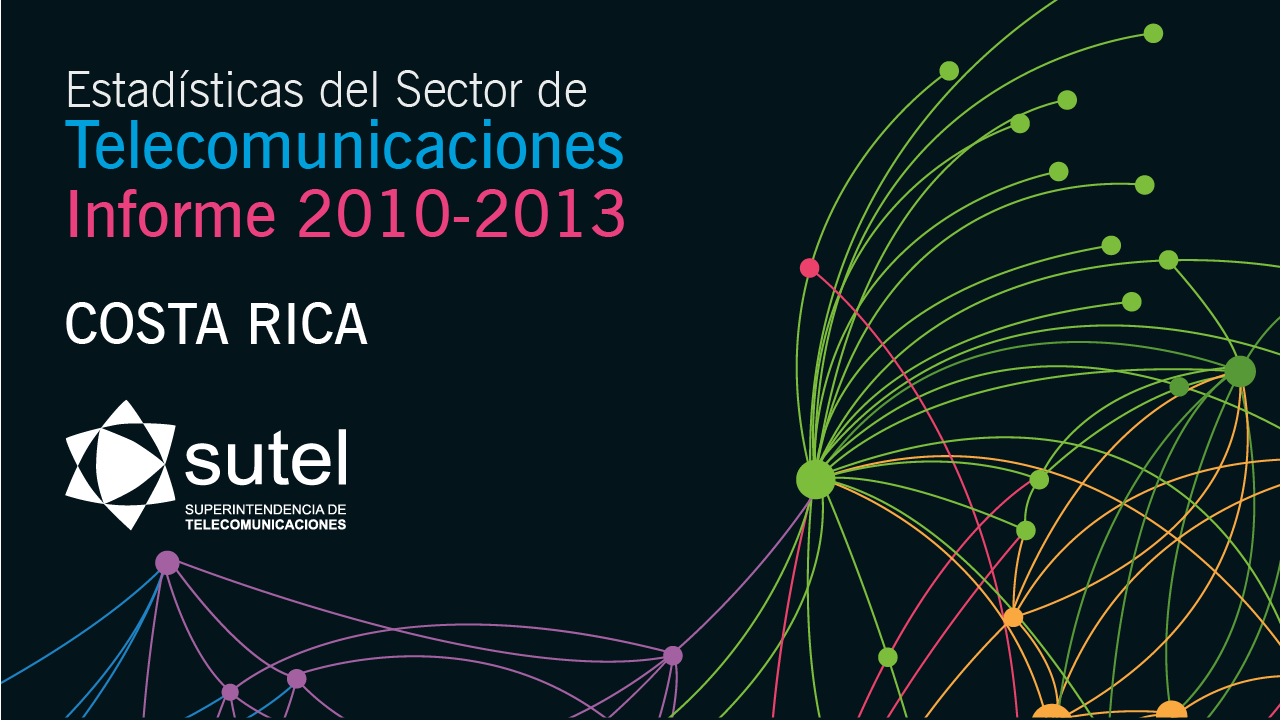 Estadísticas del Sector de
Telecomunicaciones
Informe 2010-2013
COSTA RICA
sutel
SUPERINTENDENCIA DE
TELECOMUNICACIONES